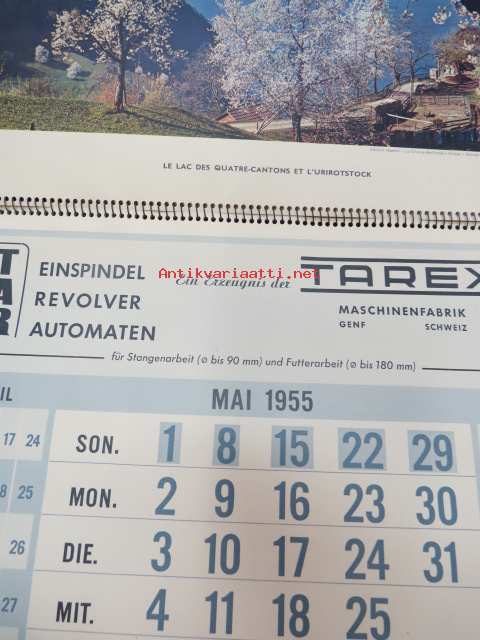 LE LAC DES QUATRE-CANTONS ET L'URIROTSTOCK
TAR
EINSPINDEL
REVOLVER
AUTOMATEN
Ein Erzeugnis der TAREX
MASCHINENFABRIK
GENF SCHWEIZ
Antikvariaatti.net
für Stangenarbeit (ø bis 90 mm) und Futterarbeit (ø bis 180 mm)
IL
MAI 1955
17 24 SON. 1 8 15 22 29
8 25 MON. 2 9 16 23 30
26 DIE. 3 10 17 24 31
27 MIT. 4 11 18 25